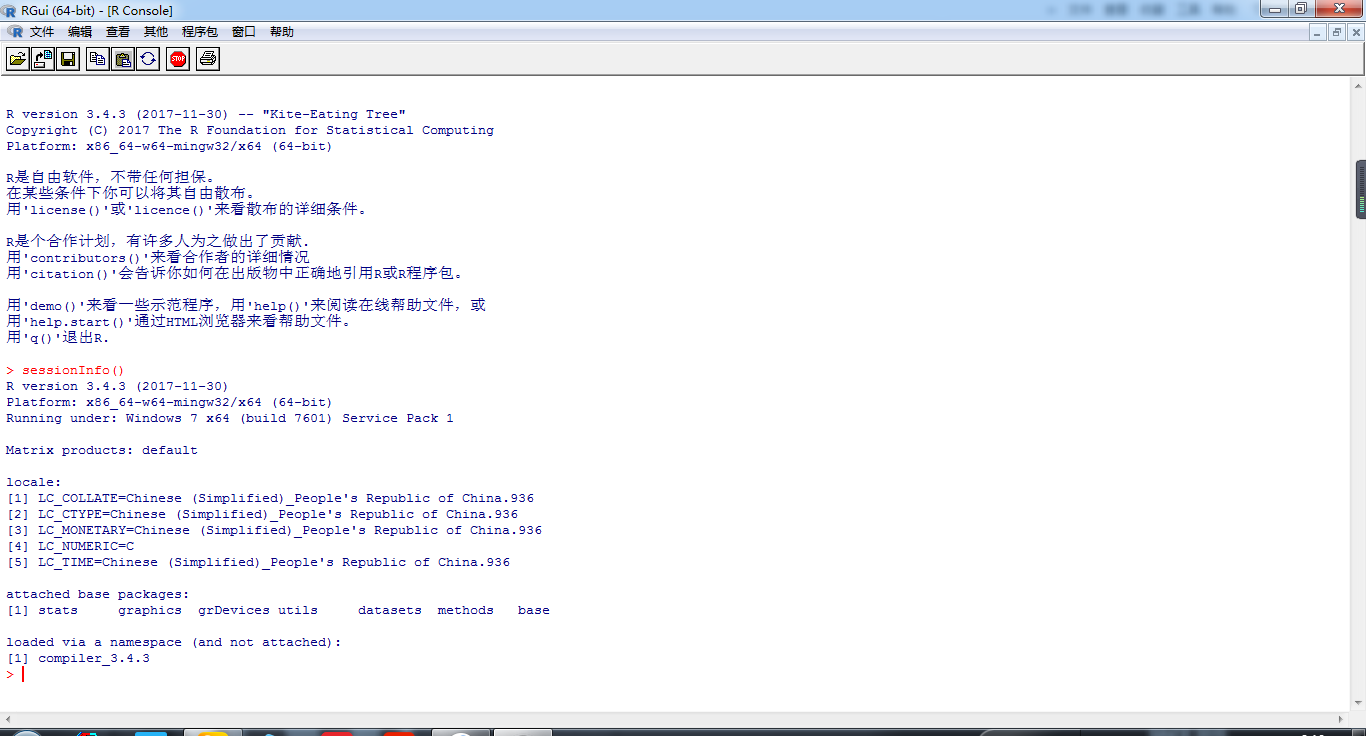 RGui (64-bit) - [R Console]
文件 编辑 查看 其他 程序包 窗口 帮助
STOP
R version 3.4.3 (2017-11-30) -- "Kite-Eating Tree"
Copyright (C) 2017 The R Foundation for Statistical Computing
Platform: x86_64-w64-mingw32/x64 (64-bit)
R是自由软件，不带任何担保。
在某些条件下你可以将其自由散布。
用'license()'或'licence()'来看散布的详细条件。
R是个合作计划，有许多人为之做出了贡献.
用'contributors()'来看合作者的详细情况
用'citation()'会告诉你如何在出版物中正确地引用R或R程序包。
用'demo()'来看一些示范程序，用'help()'来阅读在线帮助文件，或
用'help.start()'通过HTML浏览器来看帮助文件。
用'q()'退出R.
> sessionInfo()
R version 3.4.3 (2017-11-30)
Platform: x86_64-w64-mingw32/x64 (64-bit)
Running under: Windows 7 x64 (build 7601) Service Pack 1
Matrix products: default
locale:
[1] LC_COLLATE=Chinese (Simplified)_People's Republic of China.936
[2] LC_CTYPE=Chinese (Simplified)_People's Republic of China.936
[3] LC_MONETARY=Chinese (Simplified)_People's Republic of China.936
[4] LC_NUMERIC=C
[5] LC_TIME=Chinese (Simplified)_People's Republic of China.936
attached base packages:
[1] stats     graphics  grDevices utils     datasets  methods   base
loaded via a namespace (and not attached):
[1] compiler_3.4.3
>